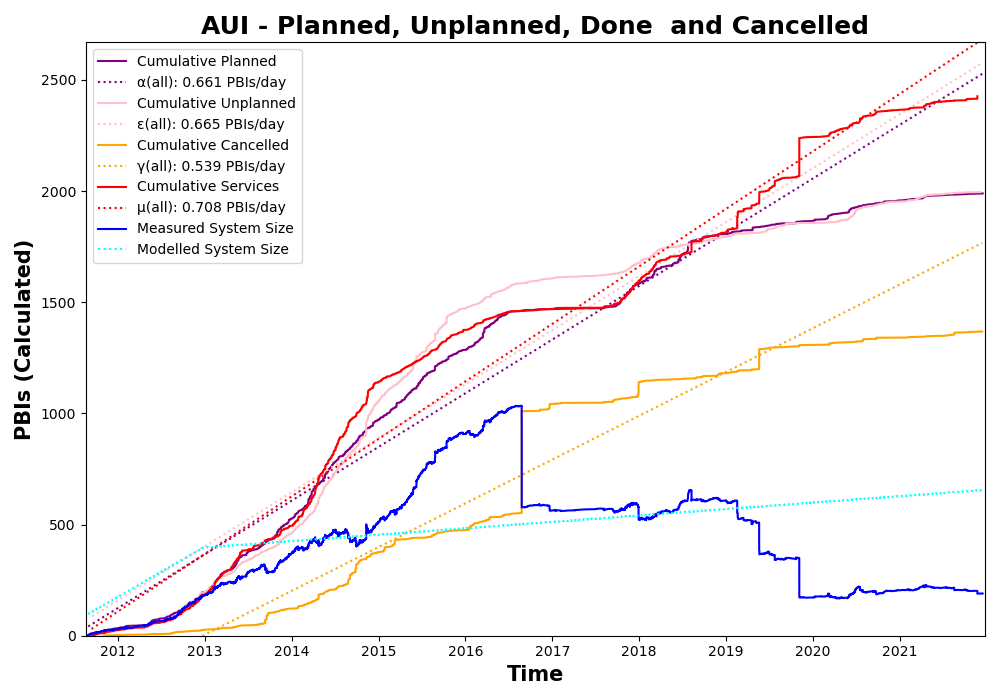 AUI - Planned, Unplanned, Done  and Cancelled
Cumulative Planned
α(all): 0.661 PBIs/day
Cumulative Unplanned
ε(all): 0.665 PBIs/day
Cumulative Cancelled
γ(all): 0.539 PBIs/day
Cumulative Services
μ(all): 0.708 PBIs/day
Measured System Size
Modelled System Size
PBIs (Calculated)
2500
2000
1500
1000
500
0
2012 2013 2014 2015 2016 2017 2018 2019 2020 2021
Time